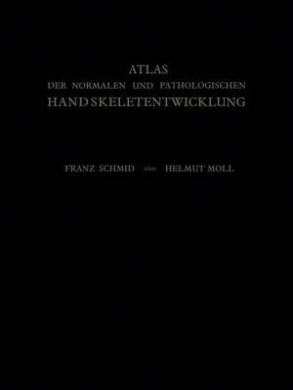 ATLAS
DER NORMALEN UND PATHOLOGISCHEN
HANDSKELETENTWICKLUNG
FRANZ SCHMID UND HELMUT MOLL